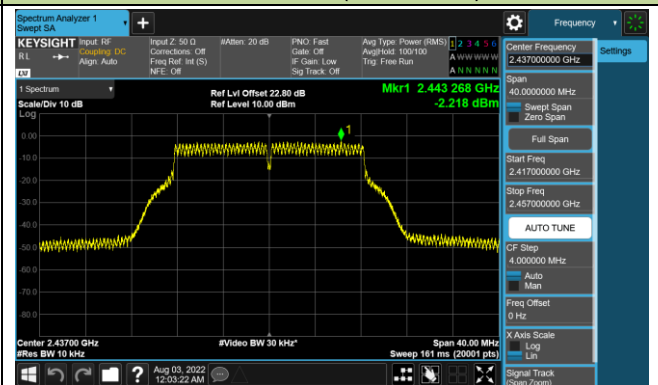 Spectrum Analyzer 1
Swept SA
+
Frequency
KEYSIGHT
RL
Input: RF
Coupling: DC
Align: Auto
Input Z: 50 Ω
Corrections: Off
Freq Ref: Int (S)
NFE: Off
#Atten: 20 dB
PNO: Fast
Gate: Off
IF Gain: Low
Sig Track: Off
Avg Type: Power (RMS)
Avg|Hold: 100/100
Trig: Free Run
1 2 3 4 5 6
A W W W W W
A N N N N N
LXI
1 Spectrum
Scale/Div 10 dB
Log
Ref Lvl Offset 22.80 dB
Ref Level 10.00 dBm
Mkr1 2.443 268 GHz
-2.218 dBm
1
0.00
-10.0
-20.0
-30.0
-40.0
-50.0
-60.0
-70.0
-80.0
Center 2.43700 GHz
#Res BW 10 kHz
#Video BW 30 kHz*
Span 40.00 MHz
Sweep 161 ms (20001 pts)
Center Frequency
2.437000000 GHz
Span
40.0000000 MHz
Swept Span
Zero Span
Full Span
Start Freq
2.417000000 GHz
Stop Freq
2.457000000 GHz
AUTO TUNE
CF Step
4.000000 MHz
Auto
Man
Freq Offset
0 Hz
X Axis Scale
Log
Lin
Signal Track
(Span Zoom)
Settings
?
Aug 03, 2022
12:03:22 AM